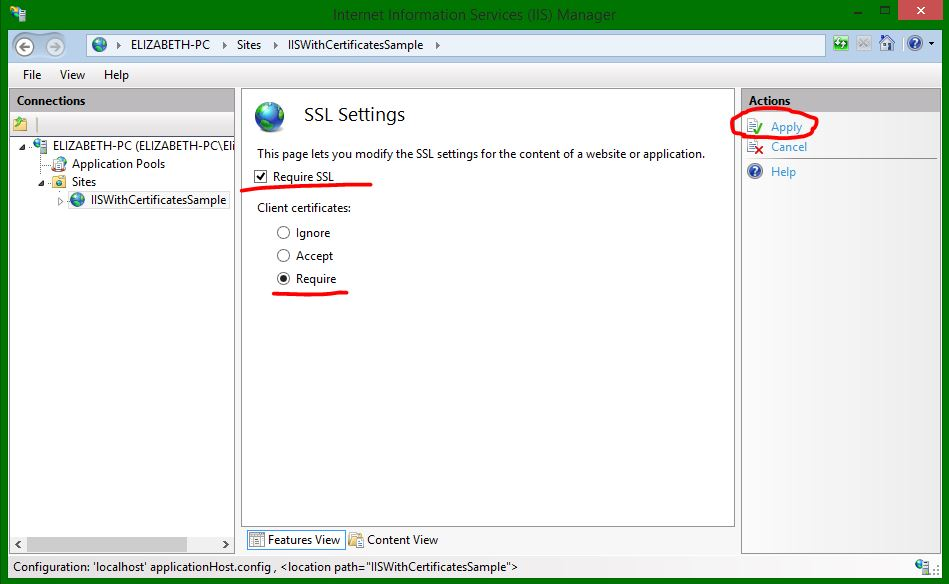 Internet Information Services (IIS) Manager
ELIZABETH-PC
Sites
IISWithCertificatesSample
File
View
Help
Connections
ELIZABETH-PC (ELIZABETH-PC\Eli
Application Pools
Sites
IISWithCertificatesSample
SSL Settings
This page lets you modify the SSL settings for the content of a website or application.
Require SSL
Client certificates:
Ignore
Accept
Require
Features View
Content View
Actions
Apply
Cancel
Help
Configuration: 'localhost' applicationHost.config , <location path="IISWithCertificatesSample">